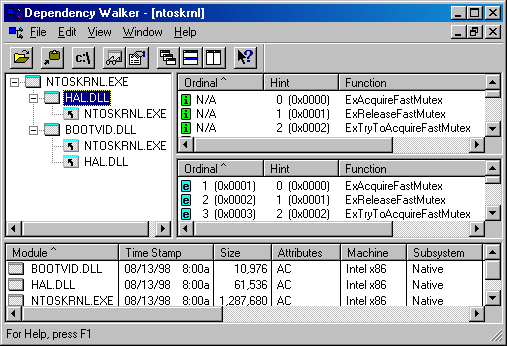 Dependency Walker - [ntoskrnl]
File Edit View Window Help
c:\
NTOSKRNL.EXE
HAL.DLL
NTOSKRNL.EXE
BOOTVID.DLL
NTOSKRNL.EXE
HAL.DLL
Ordinal ^ Hint Function
N/A 0 (0x0000) ExAcquireFastMutex
N/A 1 (0x0001) ExReleaseFastMutex
N/A 2 (0x0002) ExTryToAcquireFastMutex
Ordinal ^ Hint Function
1 (0x0001) 0 (0x0000) ExAcquireFastMutex
2 (0x0002) 1 (0x0001) ExReleaseFastMutex
3 (0x0003) 2 (0x0002) ExTryToAcquireFastMutex
Module ^ Time Stamp Size Attributes Machine Subsystem
BOOTVID.DLL 08/13/98 8:00a 10,976 AC Intel x86 Native
HAL.DLL 08/13/98 8:00a 61,536 AC Intel x86 Native
NTOSKRNL.EXE 08/13/98 8:00a 1,287,680 AC Intel x86 Native
For Help, press F1